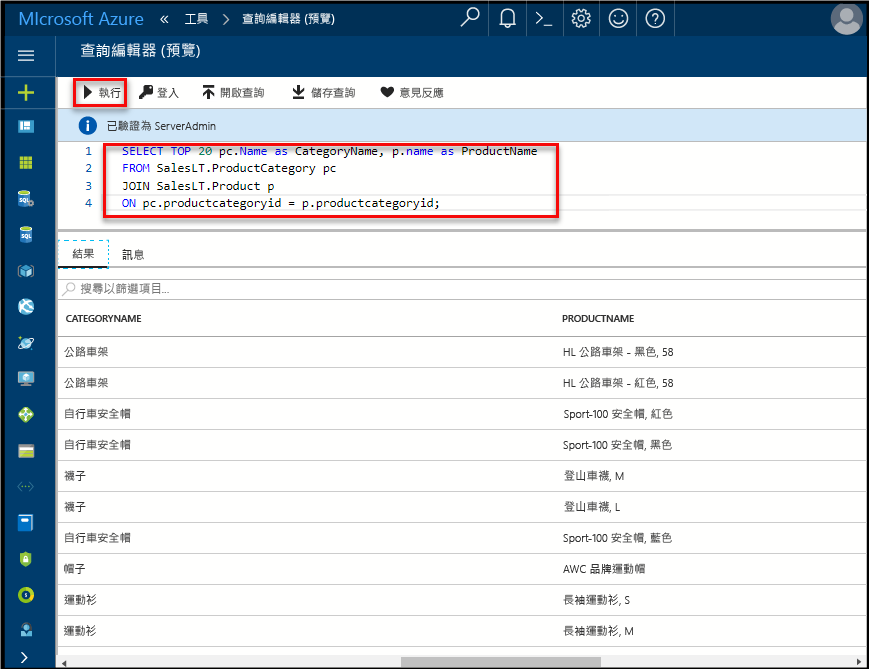 MIcrosoft Azure « 工具 > 查詢編輯器 (預覽)
查詢編輯器 (預覽)
執行 登入 開啟查詢 儲存查詢 意見反應
已驗證為 ServerAdmin
1 SELECT TOP 20 pc.Name as CategoryName, p.name as ProductName
2 FROM SalesLT.ProductCategory pc
3 JOIN SalesLT.Product p
4 ON pc.productcategoryid = p.productcategoryid;
結果 訊息
搜尋以篩選項目...
CATEGORYNAME PRODUCTNAME
公路車架 HL 公路車架 – 黑色, 58
公路車架 HL 公路車架 – 紅色, 58
自行車安全帽 Sport-100 安全帽, 紅色
自行車安全帽 Sport-100 安全帽, 黑色
襪子 登山車襪, M
襪子 登山車襪, L
自行車安全帽 Sport-100 安全帽, 藍色
帽子 AWC 品牌運動帽
運動衫 長袖運動衫, S
運動衫 長袖運動衫, M